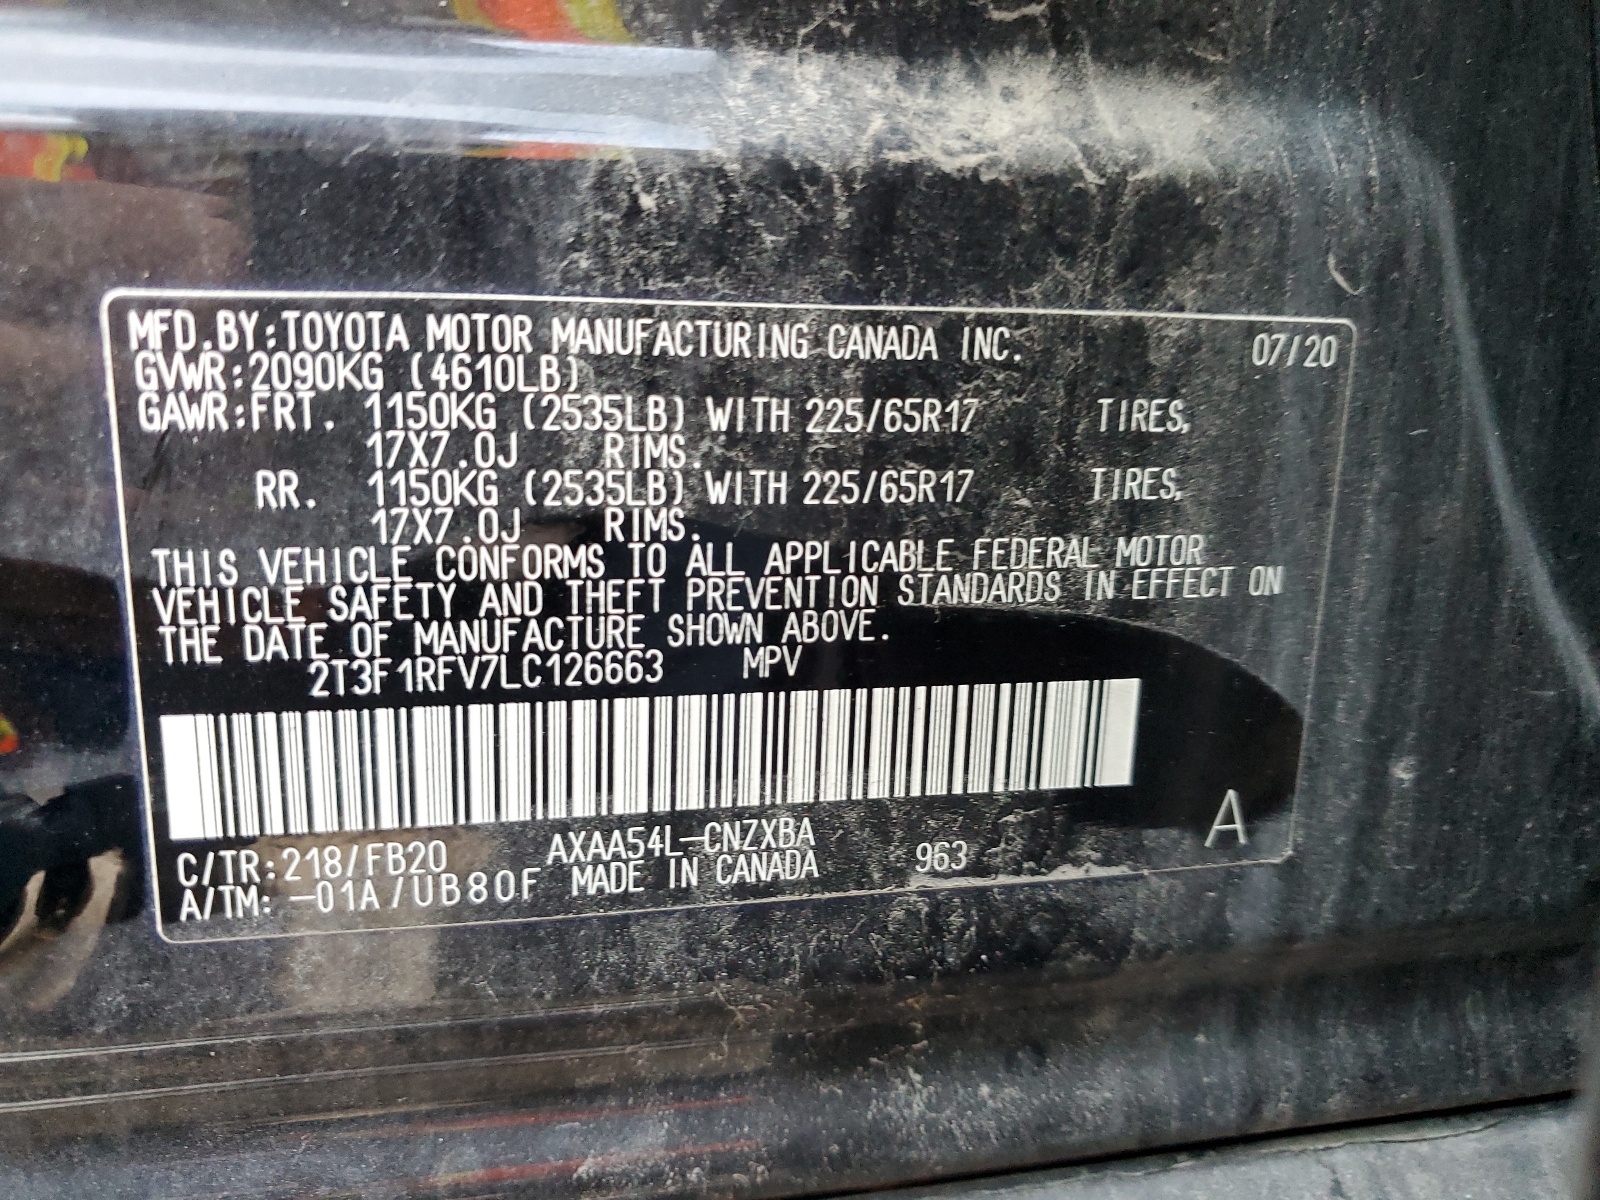 MFD.BY:TOYOTA MOTOR MANUFACTURING CANADA INC. 07/20
GVWR:2090KG (4610LB)
GAWR:FRT. 1150KG (2535LB) WITH 225/65R17 TIRES,
17X7.0J RIMS.
RR. 1150KG (2535LB) WITH 225/65R17 TIRES,
17X7.0J RIMS.
THIS VEHICLE CONFORMS TO ALL APPLICABLE FEDERAL MOTOR
VEHICLE SAFETY AND THEFT PREVENTION STANDARDS IN EFFECT ON
THE DATE OF MANUFACTURE SHOWN ABOVE.
2T3F1RFV7LC126663 MPV
C/TR:218/FB20 AXAA54L-CNZXBA 963 A
A/TM: -01A/UB80F MADE IN CANADA